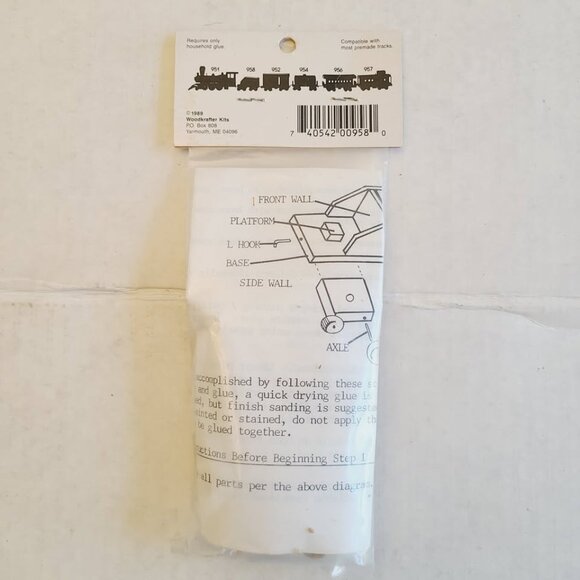 Requires only
household glue.
Compatible with
most premade tracks.
951 958 952 954 956 957
©1989
Woodkrafter Kits
PO Box 808
Yarmouth, ME 04096
7 40542 00958 0
FRONT WALL
PLATFORM
L HOOK
BASE
SIDE WALL
AXLE
accomplished by following these
and glue, a quick drying glue is
ed, but finish sanding is suggested
ainted or stained, do not apply
be glued together.
uctions Before Beginning Step 1
all parts per the above diagram.